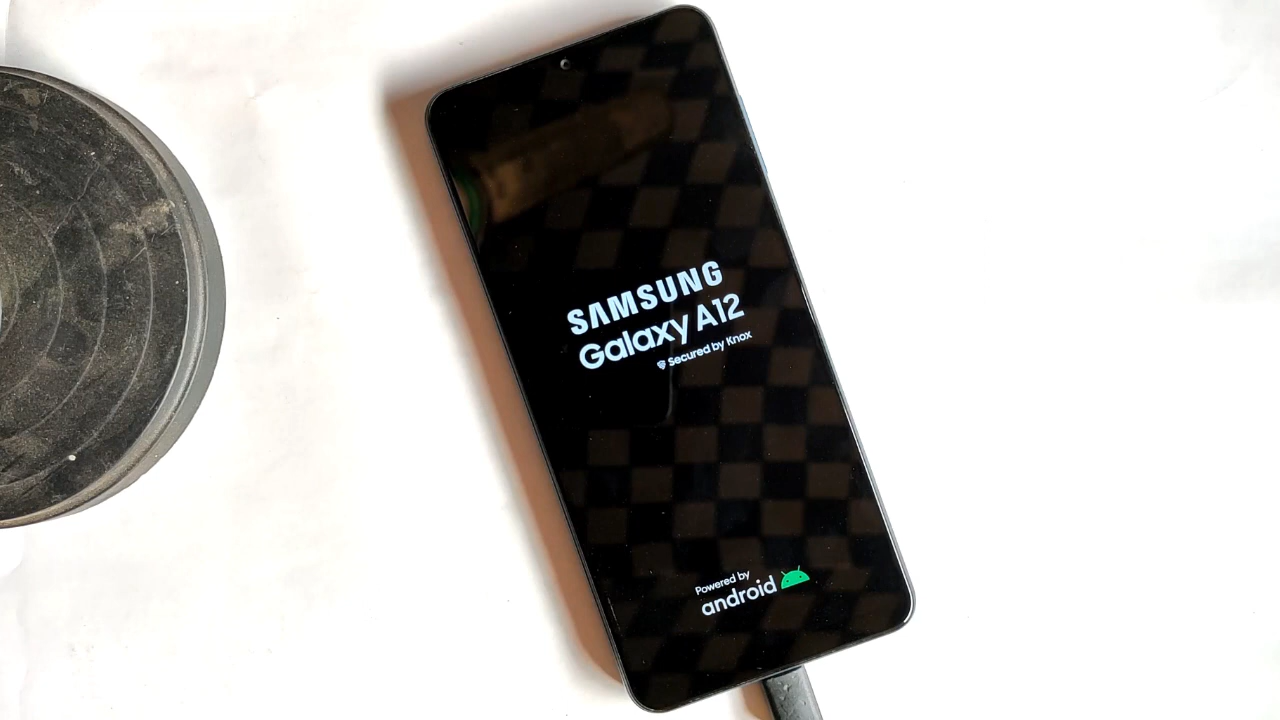 SAMSUNG
Galaxy A12
Secured by Knox
Powered by
android